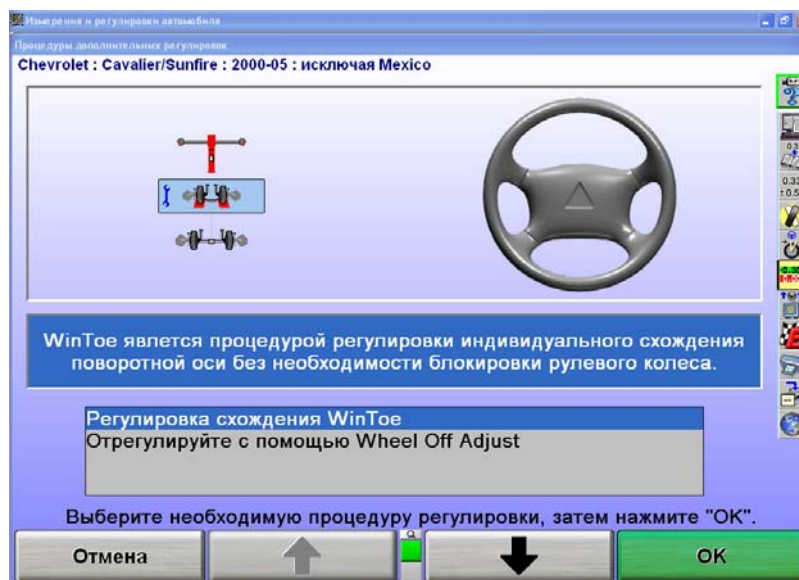 Измерения и регулировки автомобиля
Процедуры дополнительных регулировок
Chevrolet : Cavalier/Sunfire : 2000-05 : исключая Mexico
WinToe явлется процедурой регулировки индивидуального схождения
поворотной оси без необходимости блокировки рулевого колеса.
Регулировка схождения WinToe
Отрегулируйте с помощью Wheel Off Adjust
Выберите необходимую процедуру регулировки, затем нажмите "OK".
Отмена
OK